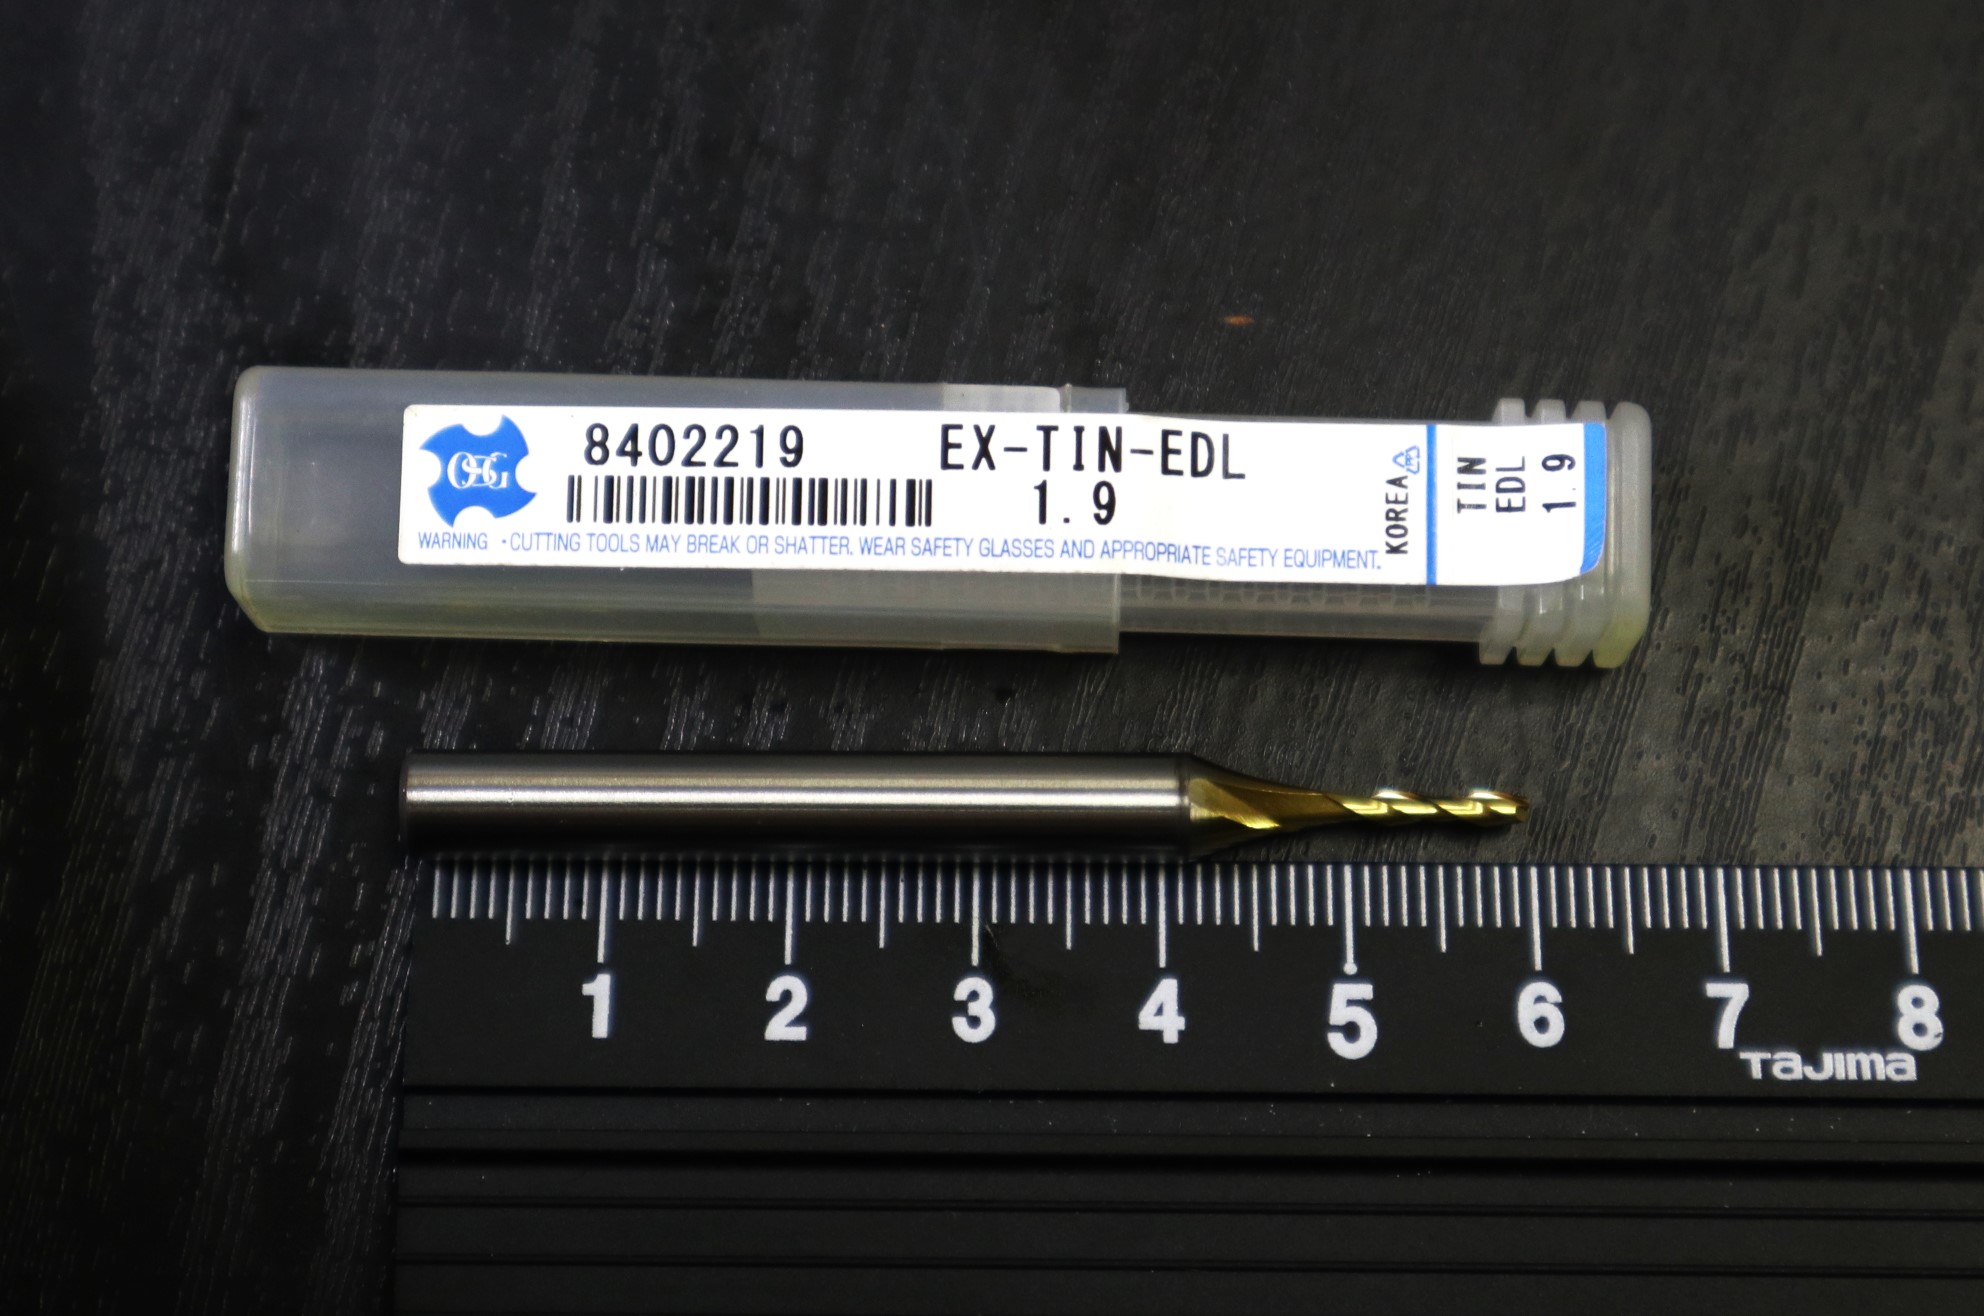 OSG
8402219
EX-TIN-EDL
1.9
WARNING ・CUTTING TOOLS MAY BREAK OR SHATTER. WEAR SAFETY GLASSES AND APPROPRIATE SAFETY EQUIPMENT.
KOREA
TIN
EDL
1.9
1 2 3 4 5 6 7 8
TaJima